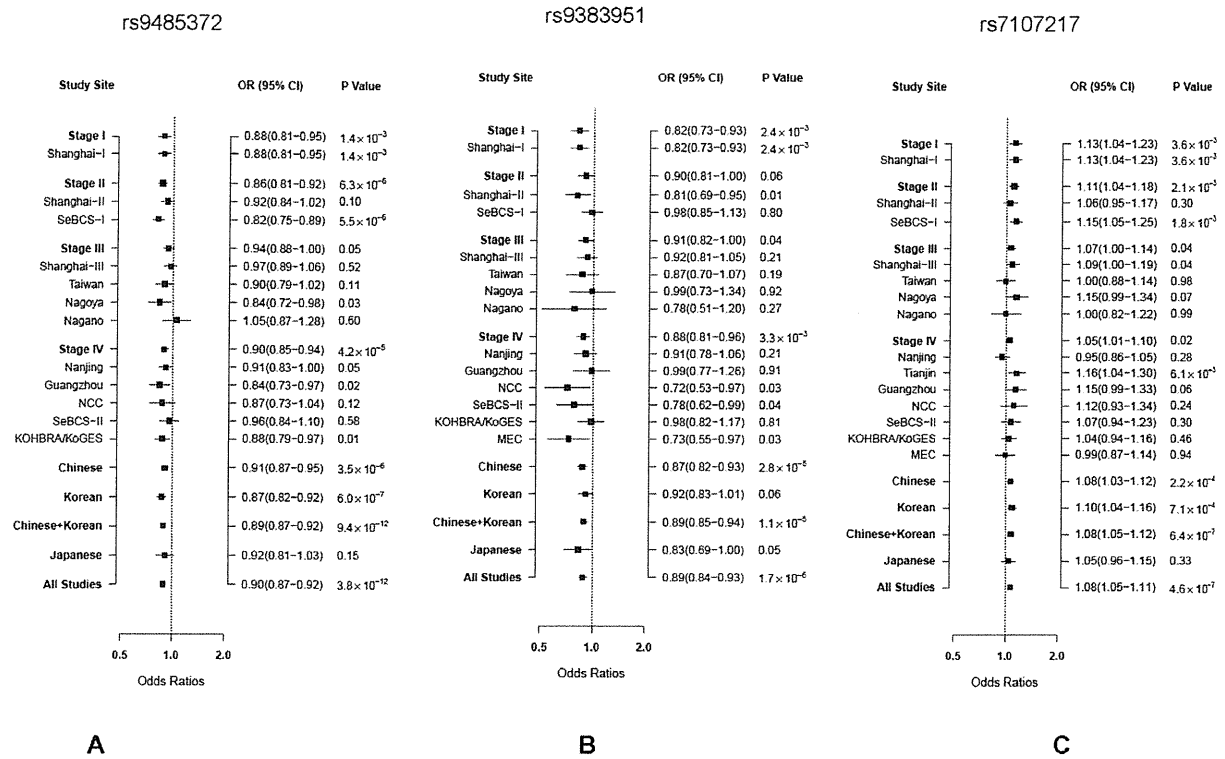 rs9485372
Study Site OR (95% CI) P Value
Stage I 0.88(0.81−0.95) 1.4 × 10⁻³
Shanghai−I 0.88(0.81−0.95) 1.4 × 10⁻³
Stage II 0.86(0.81−0.92) 6.3 × 10⁻⁶
Shanghai−II 0.92(0.84−1.02) 0.10
SeBCS−I 0.82(0.75−0.89) 5.5 × 10⁻⁶
Stage III 0.94(0.88−1.00) 0.05
Shanghai−III 0.97(0.89−1.06) 0.52
Taiwan 0.90(0.79−1.02) 0.11
Nagoya 0.84(0.72−0.98) 0.03
Nagano 1.05(0.87−1.28) 0.60
Stage IV 0.90(0.85−0.94) 4.2 × 10⁻⁵
Nanjing 0.91(0.83−1.00) 0.05
Guangzhou 0.84(0.73−0.97) 0.02
NCC 0.87(0.73−1.04) 0.12
SeBCS−II 0.96(0.84−1.10) 0.58
KOHBRA/KoGES 0.88(0.79−0.97) 0.01
Chinese 0.91(0.87−0.95) 3.5 × 10⁻⁶
Korean 0.87(0.82−0.92) 6.0 × 10⁻⁷
Chinese+Korean 0.89(0.87−0.92) 9.4 × 10⁻¹²
Japanese 0.92(0.81−1.03) 0.15
All Studies 0.90(0.87−0.92) 3.8 × 10⁻¹²
0.5 1.0 2.0
Odds Ratios
A
rs9383951
Study Site OR (95% CI) P Value
Stage I 0.82(0.73−0.93) 2.4 × 10⁻³
Shanghai−I 0.82(0.73−0.93) 2.4 × 10⁻³
Stage II 0.90(0.81−1.00) 0.06
Shanghai−II 0.81(0.69−0.95) 0.01
SeBCS−I 0.98(0.85−1.13) 0.80
Stage III 0.91(0.82−1.00) 0.04
Shanghai−III 0.92(0.81−1.05) 0.21
Taiwan 0.87(0.70−1.07) 0.19
Nagoya 0.99(0.73−1.34) 0.92
Nagano 0.78(0.51−1.20) 0.27
Stage IV 0.88(0.81−0.96) 3.3 × 10⁻³
Nanjing 0.91(0.78−1.06) 0.21
Guangzhou 0.99(0.77−1.26) 0.91
NCC 0.72(0.53−0.97) 0.03
SeBCS−II 0.78(0.62−0.99) 0.04
KOHBRA/KoGES 0.98(0.82−1.17) 0.81
MEC 0.73(0.55−0.97) 0.03
Chinese 0.87(0.82−0.93)
Korean 0.92(0.83−1.01) 0.06
Chinese+Korean 0.89(0.85−0.94)
Japanese 0.83(0.69−1.00) 0.05
All Studies 0.89(0.84−0.93) 1.7 × 10⁻⁶
0.5 1.0 2.0
Odds Ratios
B
rs7107217
Study Site OR (95% CI) P Value
Stage I 1.13(1.04−1.23) 3.6 × 10⁻³
Shanghai−I 1.13(1.04−1.23) 3.6 × 10⁻³
Stage II 1.11(1.04−1.18) 2.1 × 10⁻³
Shanghai−II 1.06(0.95−1.17) 0.30
SeBCS−I 1.15(1.05−1.25) 1.8 × 10⁻³
Stage III 1.07(1.00−1.14) 0.04
Shanghai−III 1.09(1.00−1.19) 0.04
Taiwan 1.00(0.88−1.14) 0.98
Nagoya 1.15(0.99−1.34) 0.07
Nagano 1.00(0.82−1.22) 0.99
Stage IV 1.05(1.01−1.10) 0.02
Nanjing 0.95(0.86−1.05) 0.28
Tianjin 1.16(1.04−1.30) 6.1 × 10⁻³
Guangzhou 1.15(0.99−1.33) 0.06
NCC 1.12(0.93−1.34) 0.24
SeBCS−II 1.07(0.94−1.23) 0.30
KOHBRA/KoGES 1.04(0.94−1.16) 0.46
MEC 0.99(0.87−1.14) 0.94
Chinese 1.08(1.03−1.12) 2.2 × 10⁻⁴
Korean 1.10(1.04−1.16) 7.1 × 10⁻⁴
Chinese+Korean 1.08(1.05−1.12) 6.4 × 10⁻⁷
Japanese 1.05(0.96−1.15) 0.33
All Studies 1.08(1.05−1.11) 4.6 × 10⁻⁷
0.5 1.0 2.0
Odds Ratios
C